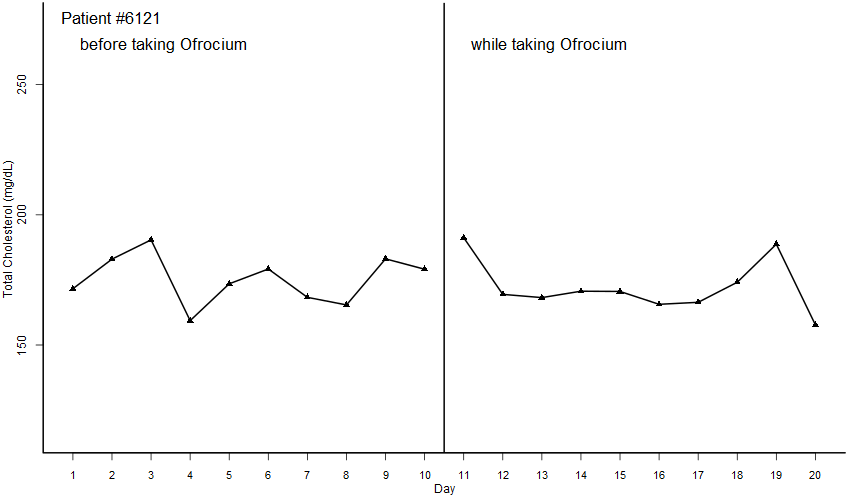 Patient #6121
before taking Ofrocium
while taking Ofrocium
250
200
150
Total Cholesterol (mg/dL)
1 2 3 4 5 6 7 8 9 10 11 12 13 14 15 16 17 18 19 20
Day